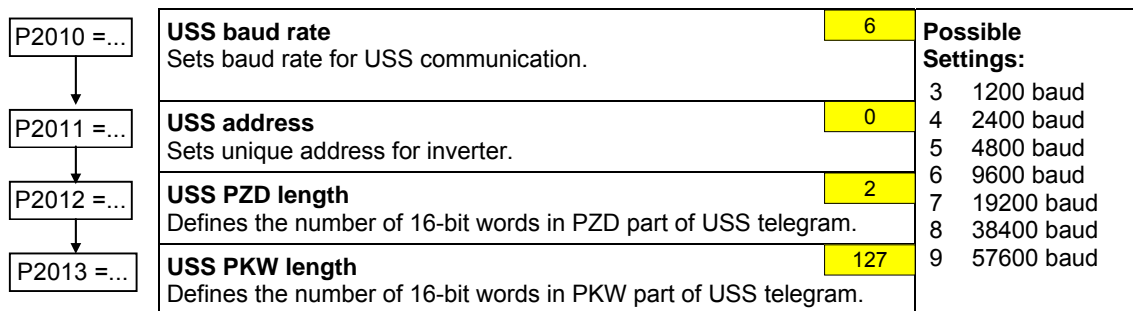 P2010 =...
USS baud rate
6
Sets baud rate for USS communication.
P2011 =...
USS address
0
Sets unique address for inverter.
P2012 =...
USS PZD length
2
Defines the number of 16-bit words in PZD part of USS telegram.
P2013 =...
USS PKW length
127
Defines the number of 16-bit words in PKW part of USS telegram.
Possible
Settings:
3 1200 baud
4 2400 baud
5 4800 baud
6 9600 baud
7 19200 baud
8 38400 baud
9 57600 baud